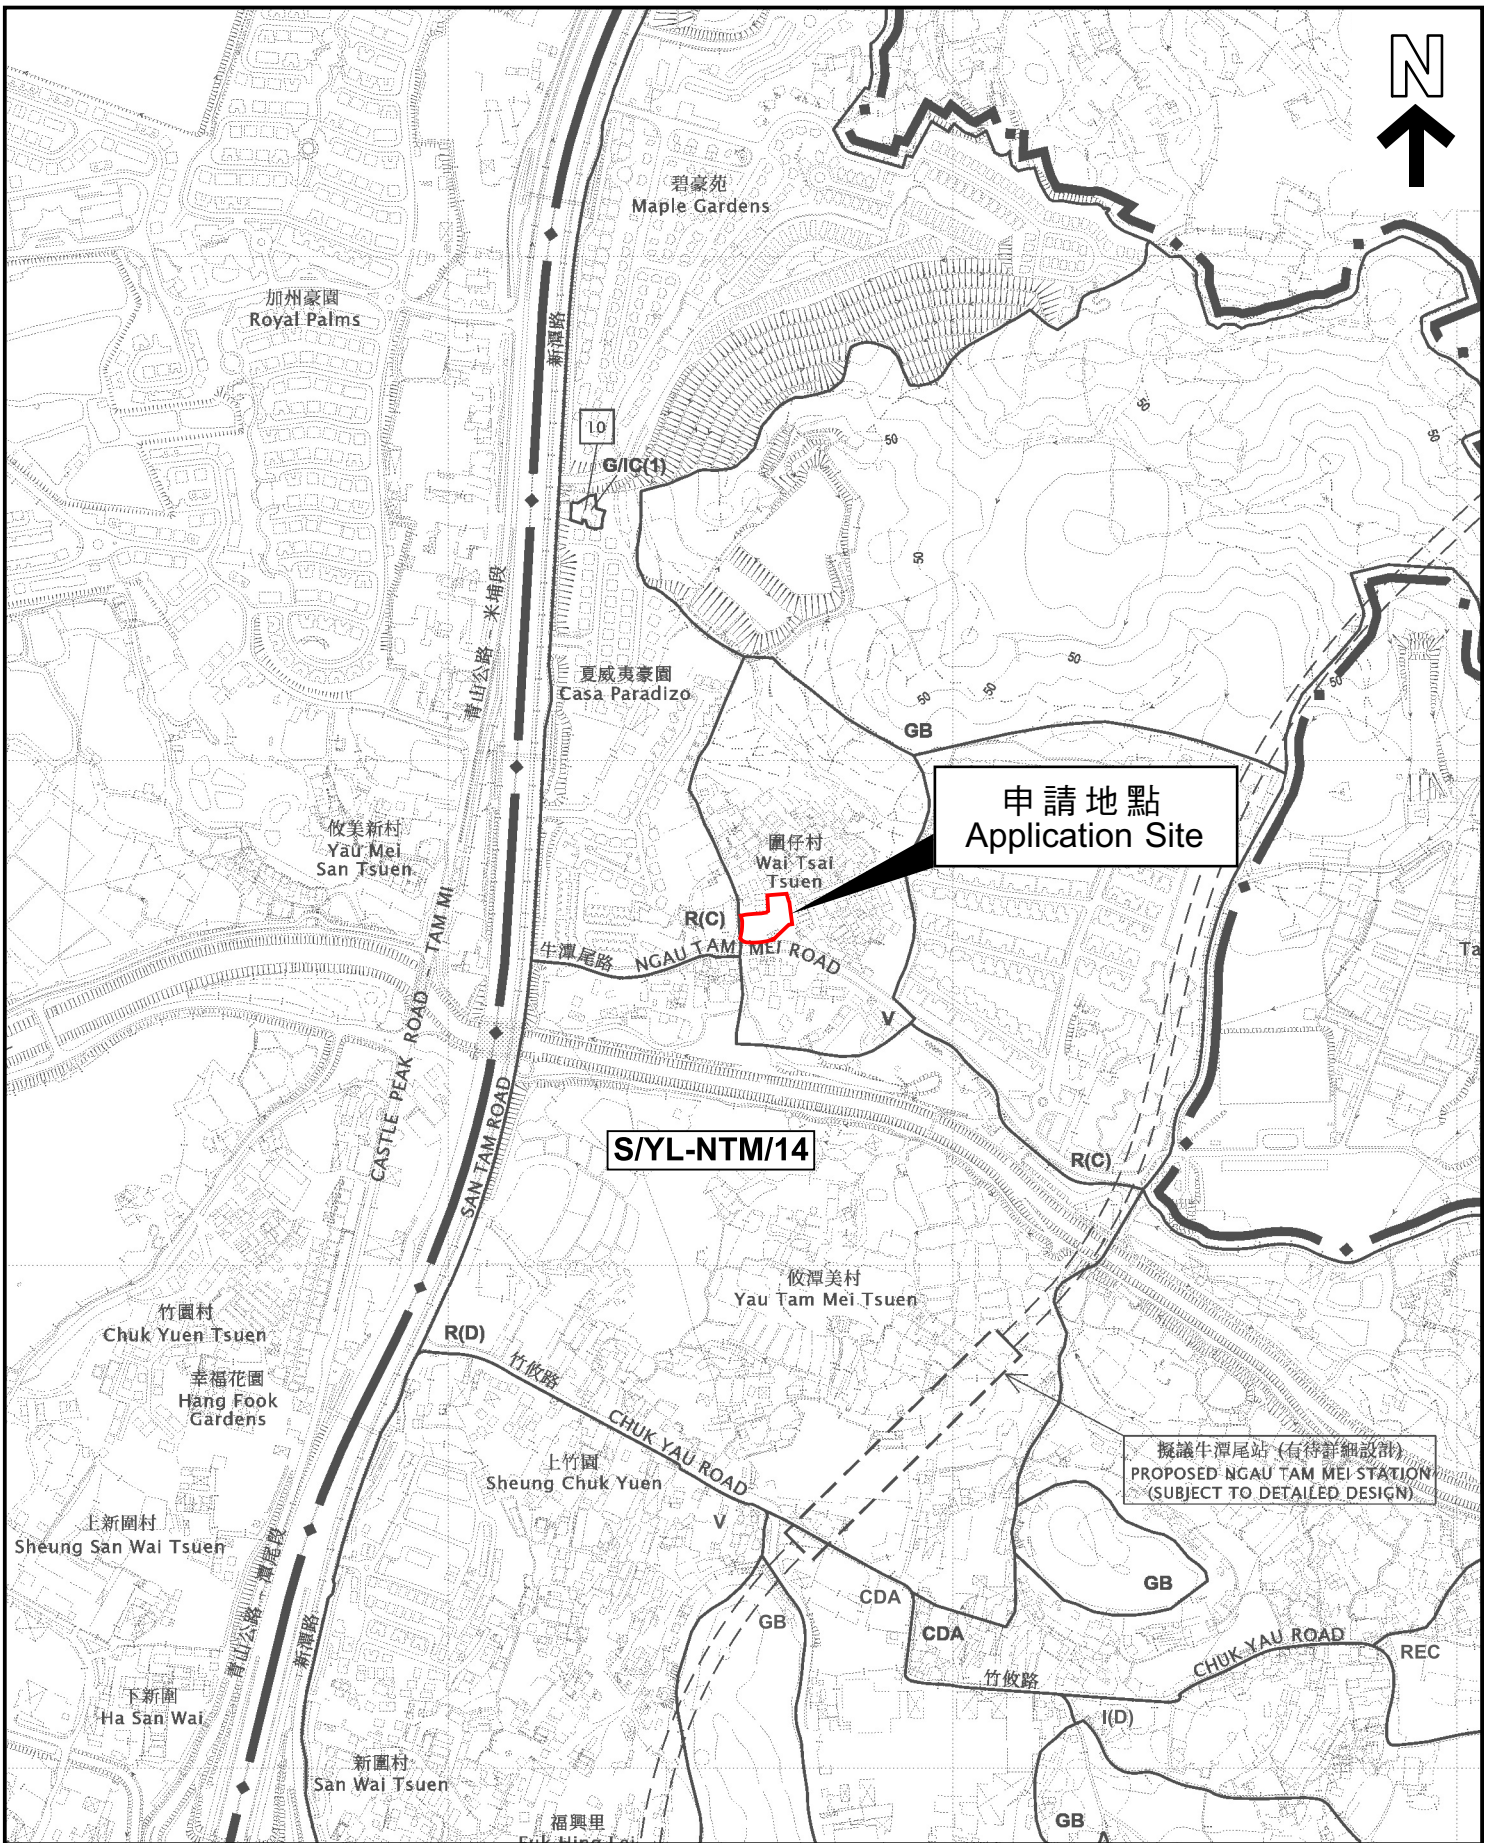 N
碧豪苑
Maple Gardens
加州豪園
Royal Palms
新潭路
10
G/IC(1)
50
50
50
50
青山公路 - 米埔段
夏威夷豪園
Casa Paradizo
50
50
50
50
GB
申請地點
Application Site
攸美新村
Yau Mei
San Tsuen
圍仔村
Wai Tsai
Tsuen
R(C)
牛潭尾路
NGAU TAM MEI ROAD
CASTLE PEAK ROAD - TAM MI
V
SAN TAM ROAD
S/YL-NTM/14
R(C)
攸潭美村
Yau Tam Mei Tsuen
竹園村
Chuk Yuen Tsuen
R(D)
竹攸路
幸福花園
Hang Fook
Gardens
CHUK YAU ROAD
上竹園
Sheung Chuk Yuen
擬議牛潭尾站 (有待詳細設計)
PROPOSED NGAU TAM MEI STATION
(SUBJECT TO DETAILED DESIGN)
V
上新圍村
Sheung San Wai Tsuen
GB
CDA
GB
CDA
CHUK YAU ROAD
REC
青山公路 - 潭尾段
新潭路
竹攸路
下新圍
Ha San Wai
I(D)
新圍村
San Wai Tsuen
福興里
Fuk Hing Lei
GB